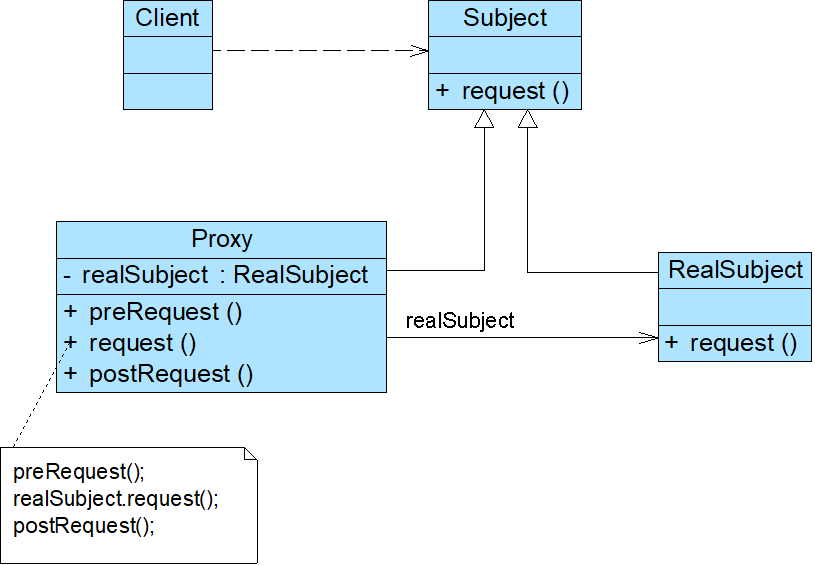 Client
Subject
+ request ()
Proxy
- realSubject : RealSubject
+ preRequest ()
+ request ()
+ postRequest ()
realSubject
RealSubject
+ request ()
preRequest();
realSubject.request();
postRequest();